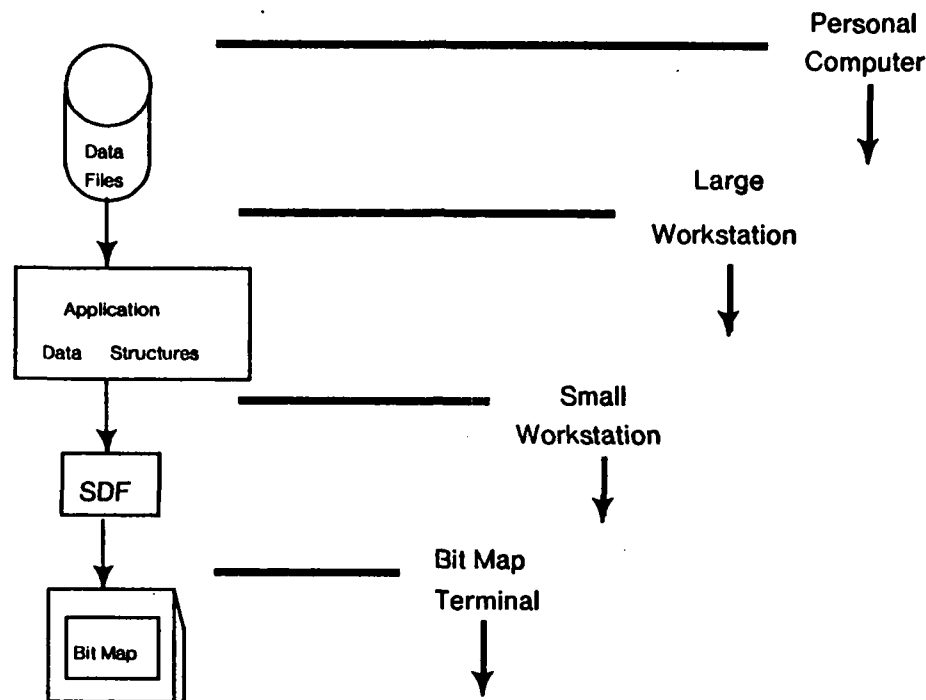 Personal
Computer
Data
Files
Large
Workstation
Application
Data Structures
Small
Workstation
SDF
Bit Map
Terminal
Bit Map